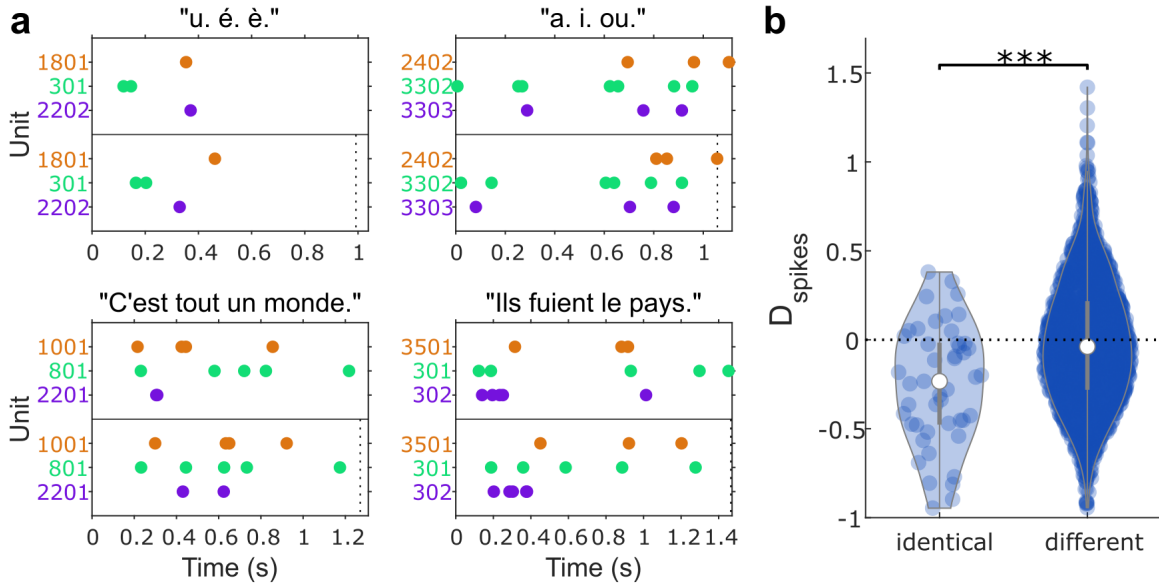 a
"u. é. è."
1801
301
2202
1801
301
2202
0 0.2 0.4 0.6 0.8 1
"a. i. ou."
2402
3302
3303
2402
3302
3303
0 0.2 0.4 0.6 0.8 1
Unit
"C'est tout un monde."
1001
801
2201
1001
801
2201
0 0.2 0.4 0.6 0.8 1 1.2
Time (s)
"Ils fuient le pays."
3501
301
302
3501
301
302
0 0.2 0.4 0.6 0.8 1 1.2 1.4
Time (s)
Unit
b
***
1.5
1
0.5
0
-0.5
-1
Dspikes
identical different